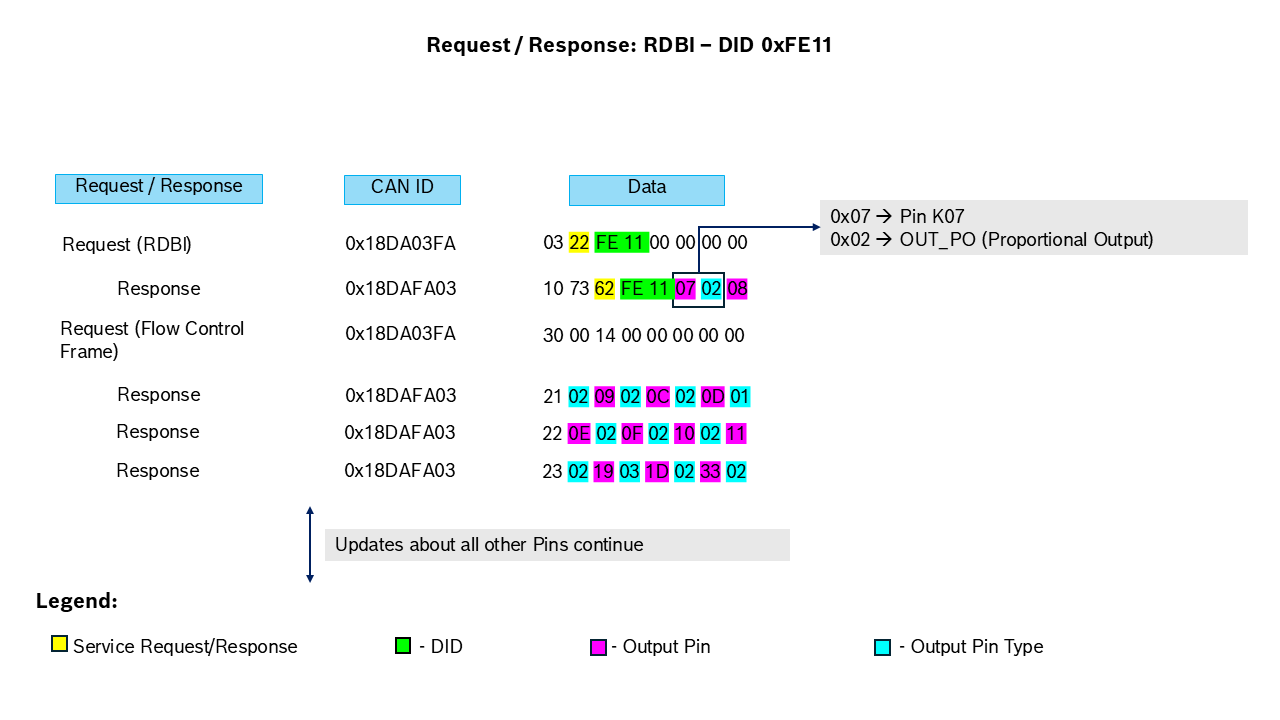 Request / Response: RDBI – DID 0xFE11
Request / Response CAN ID Data
0x07 → Pin K07
0x02 → OUT_PO (Proportional Output)
Request (RDBI) 0x18DA03FA 03 22 FE 11 00 00 00 00
Response 0x18DAFA03 10 73 62 FE 11 07 02 08
Request (Flow Control
Frame) 0x18DA03FA 30 00 14 00 00 00 00 00
Response 0x18DAFA03 21 02 09 02 0C 02 0D 01
Response 0x18DAFA03 22 0E 02 0F 02 10 02 11
Response 0x18DAFA03 23 02 19 03 1D 02 33 02
Updates about all other Pins continue
Legend:
Service Request/Response - DID - Output Pin - Output Pin Type